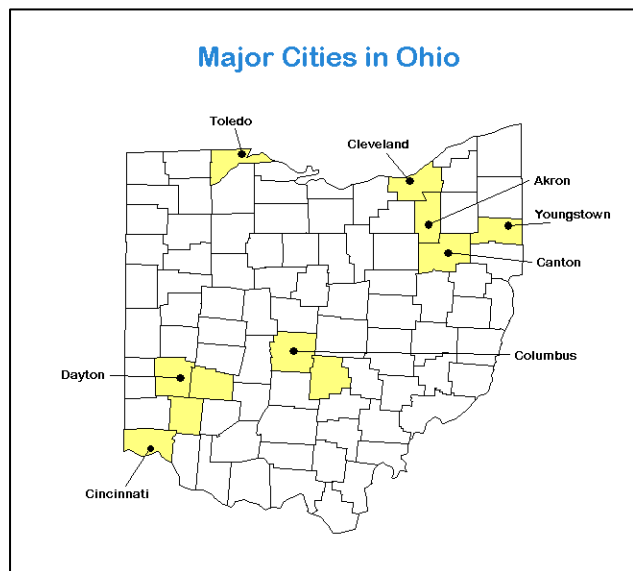 Major Cities in Ohio
Toledo
Cleveland
Akron
Youngstown
Canton
Columbus
Dayton
Cincinnati